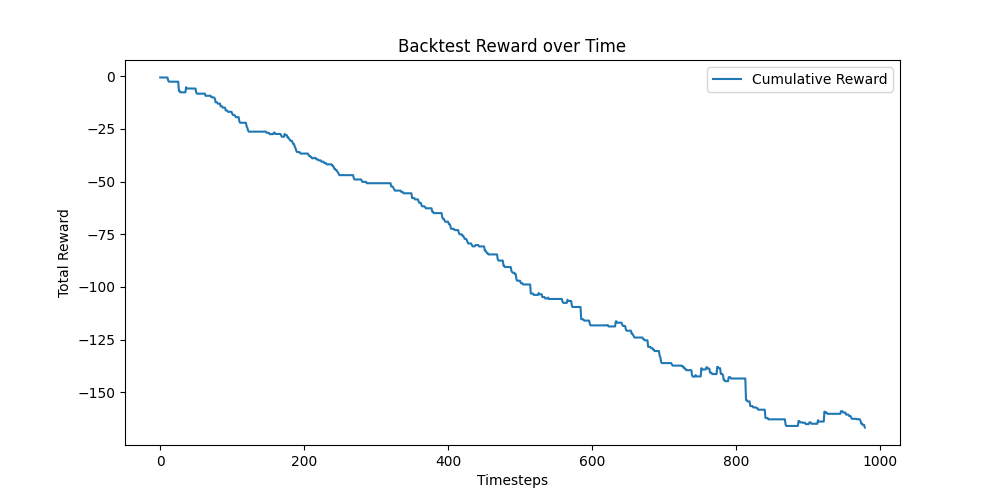 Backtest Reward over Time
Cumulative Reward
Total Reward
0
−25
−50
−75
−100
−125
−150
0 200 400 600 800 1000
Timesteps